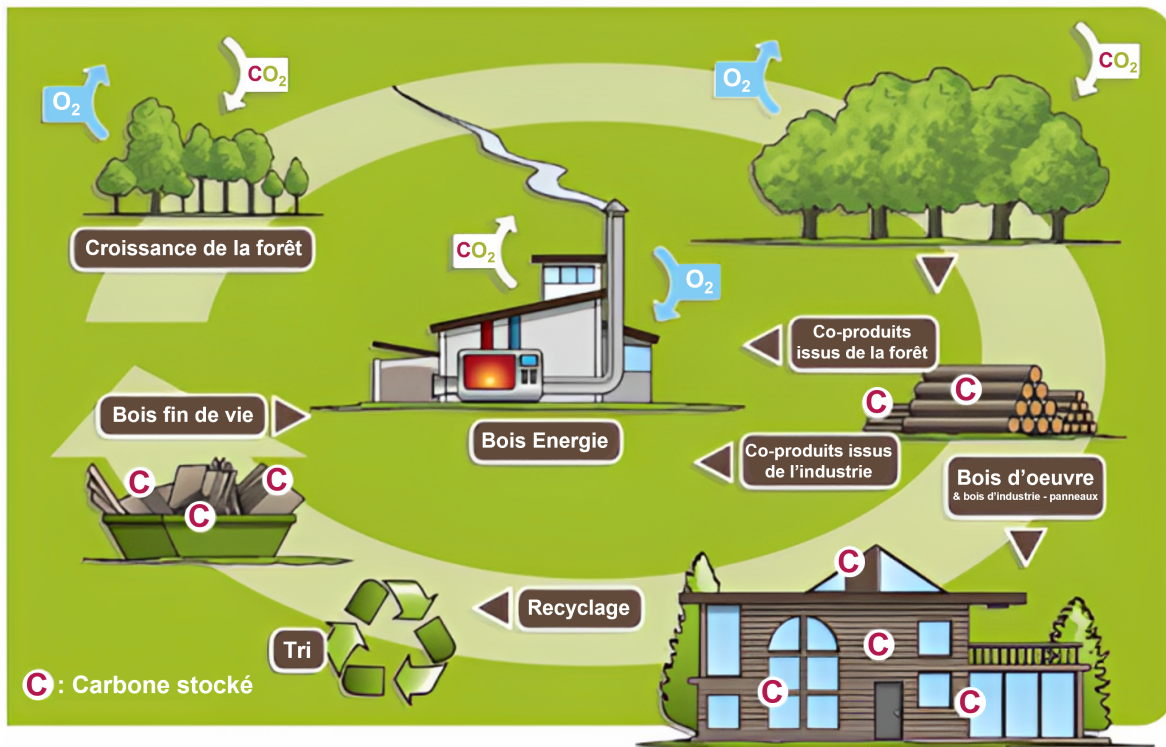 O₂
CO₂
O₂
CO₂
Croissance de la forêt
CO₂
O₂
Co-produits
issus de la forêt
C
C
Bois fin de vie
Bois Energie
Co-produits issus
de l'industrie
Bois d'oeuvre
& bois d'industrie - panneaux
C
C
C
C
Recyclage
Tri
C
C
C
C : Carbone stocké